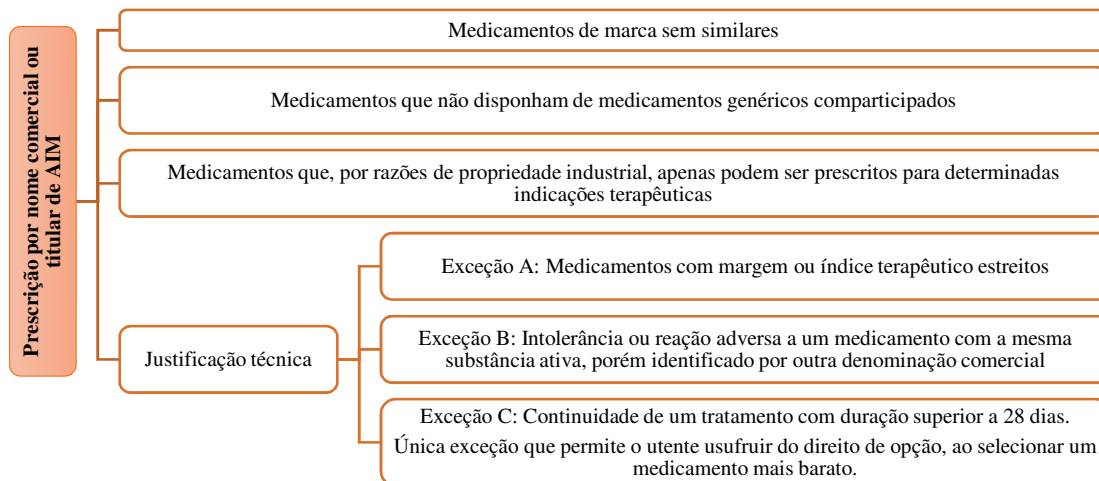 Prescrição por nome comercial ou
titular de AIM
Medicamentos de marca sem similares
Medicamentos que não disponham de medicamentos genéricos comparticipados
Medicamentos que, por razões de propriedade industrial, apenas podem ser prescritos para determinadas
indicações terapêuticas
Justificação técnica
Exceção A: Medicamentos com margem ou índice terapêutico estreitos
Exceção B: Intolerância ou reação adversa a um medicamento com a mesma
substância ativa, porém identificado por outra denominação comercial
Exceção C: Continuidade de um tratamento com duração superior a 28 dias.
Única exceção que permite o utente usufruir do direito de opção, ao selecionar um
medicamento mais barato.